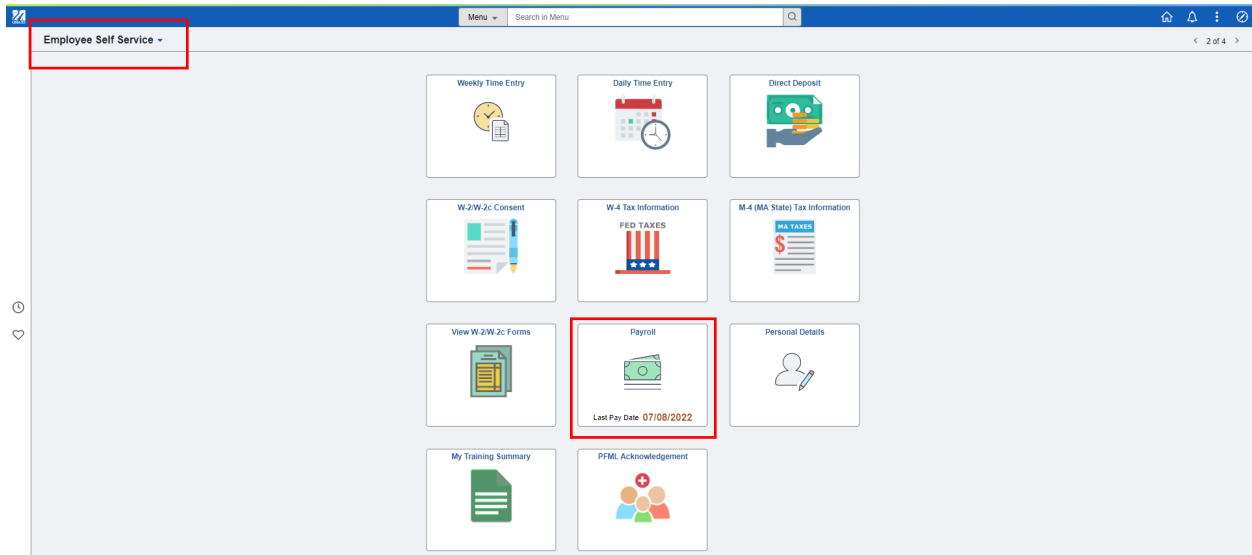 Menu
Search in Menu
Employee Self Service
2 of 4
Weekly Time Entry
Daily Time Entry
Direct Deposit
W-2/W-2c Consent
W-4 Tax Information
FED TAXES
M-4 (MA State) Tax Information
MA TAXES
$
View W-2/W-2c Forms
Payroll
Last Pay Date 07/08/2022
Personal Details
My Training Summary
PFML Acknowledgement